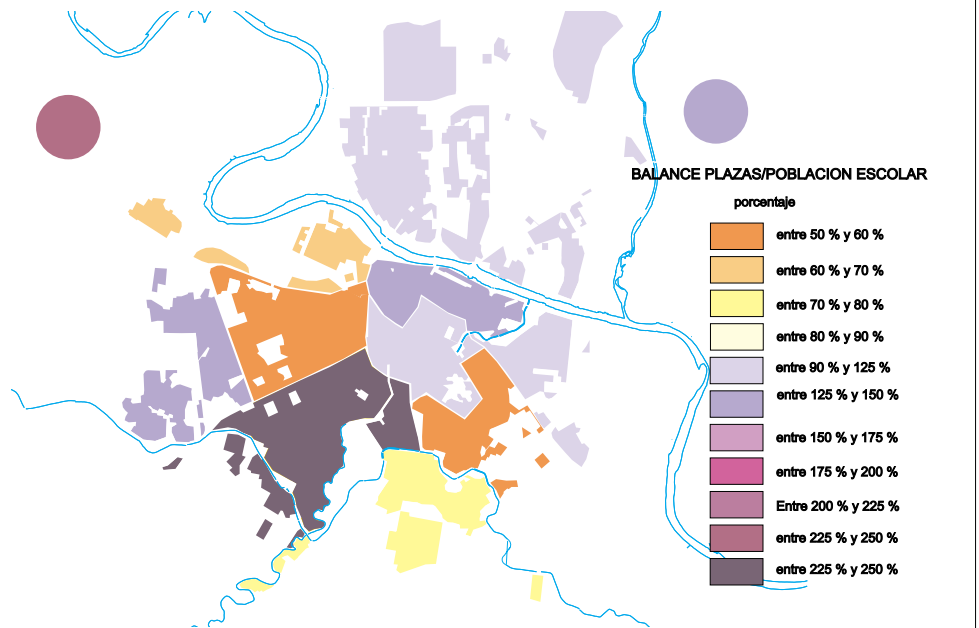 BALANCE PLAZAS/POBLACION ESCOLAR
porcentaje
entre 50 % y 60 %
entre 60 % y 70 %
entre 70 % y 80 %
entre 80 % y 90 %
entre 90 % y 125 %
entre 125 % y 150 %
entre 150 % y 175 %
entre 175 % y 200 %
Entre 200 % y 225 %
entre 225 % y 250 %
entre 225 % y 250 %